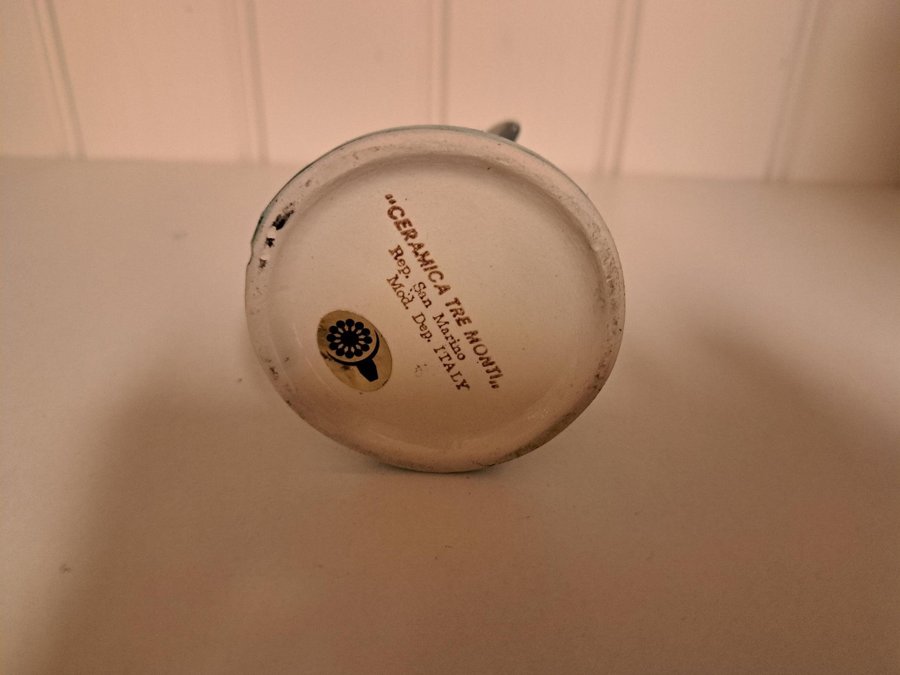 "CERAMICA TRE MONTI"
Rep. San Marino
Mod. Dep. ITALY